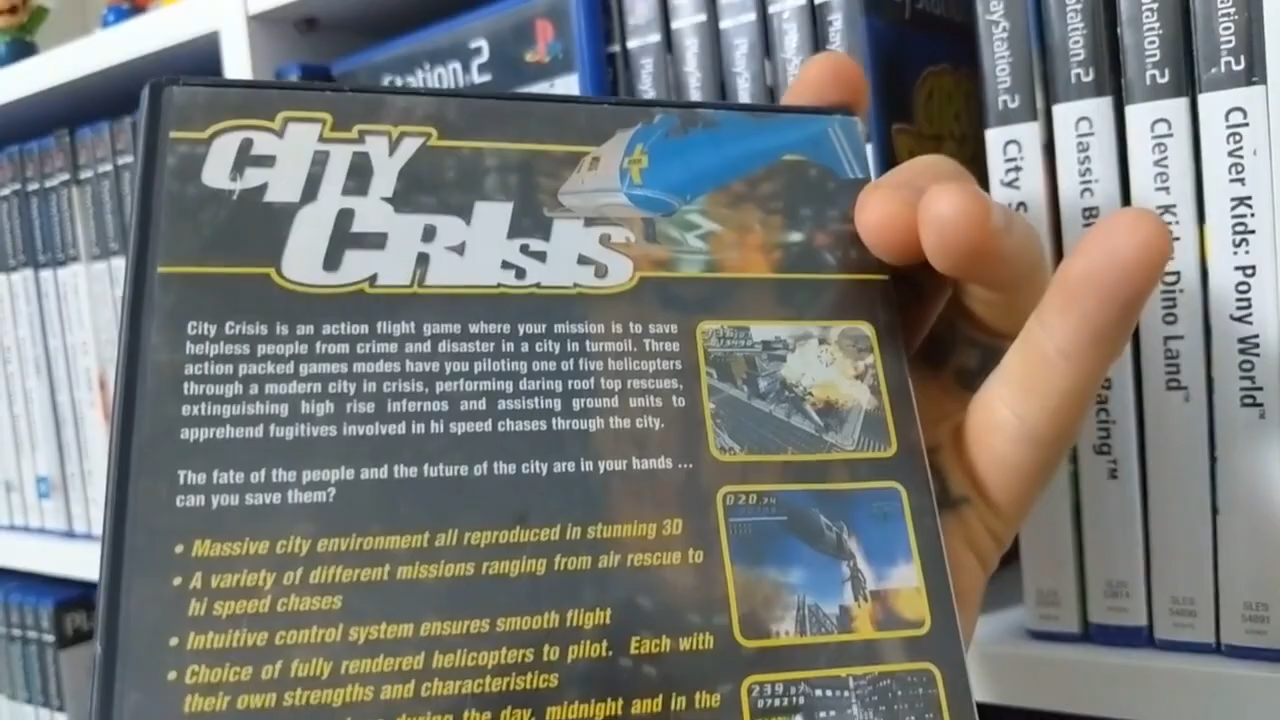 Station.2
CITY
CRISIS
City Crisis is an action flight game where your mission is to save
helpless people from crime and disaster in a city in turmoil. Three
action packed games modes have you piloting one of five helicopters
through a modern city in crisis, performing daring roof top rescues,
extinguishing high rise infernos and assisting ground units to
apprehend fugitives involved in hi speed chases through the city.
The fate of the people and the future of the city are in your hands ...
can you save them?
• Massive city environment all reproduced in stunning 3D
• A variety of different missions ranging from air rescue to
hi speed chases
• Intuitive control system ensures smooth flight
• Choice of fully rendered helicopters to pilot. Each with
their own strengths and characteristics
during the day, midnight and in the
020
239
078210
PlayStation.2
City
Station.2
Classic
Racing™
Station.2
Clever Kids: Dino Land™
ation.2
Clever Kids: Pony World™
SLES
54890
SLES
54891